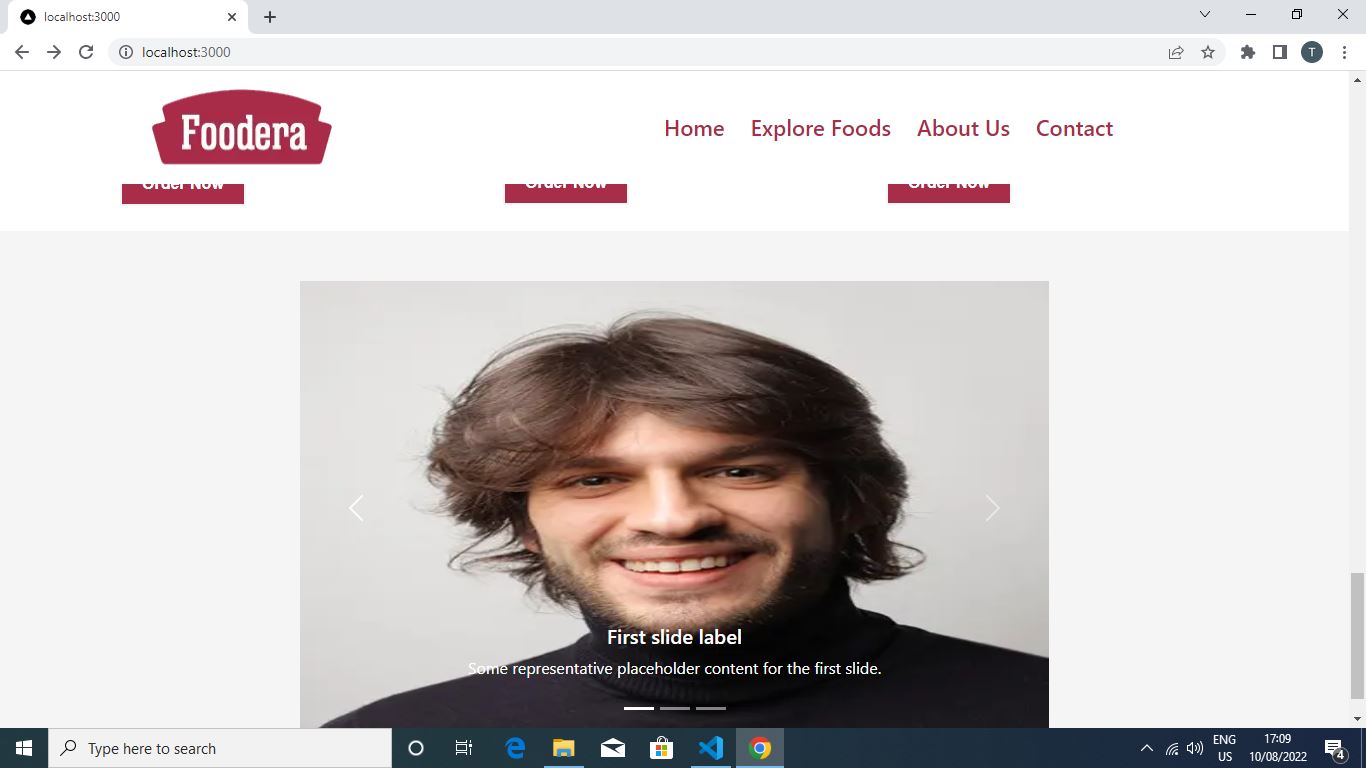 localhost:3000
localhost:3000
T
Foodera
Home Explore Foods About Us Contact
Order Now Order Now Order Now
First slide label
Some representative placeholder content for the first slide.
Type here to search
ENG
US
17:09
10/08/2022
4